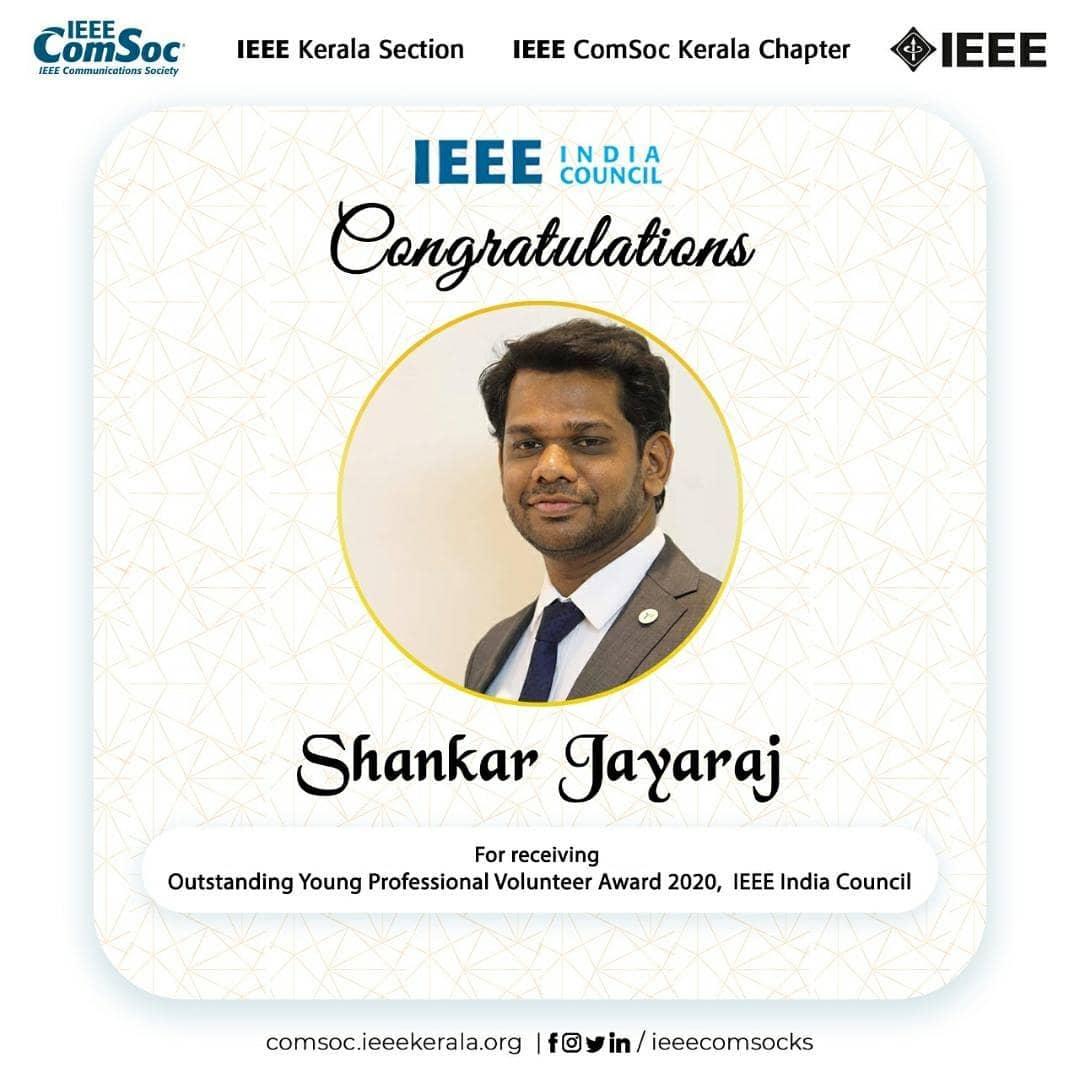 IEEE
ComSoc
IEEE Communications Society
IEEE Kerala Section
IEEE ComSoc Kerala Chapter
IEEE
IEEE INDIA
COUNCIL
Congratulations
Shankar Jayaraj
For receiving
Outstanding Young Professional Volunteer Award 2020, IEEE India Council
comsoc.ieeekerala.org | / ieeecomsocks